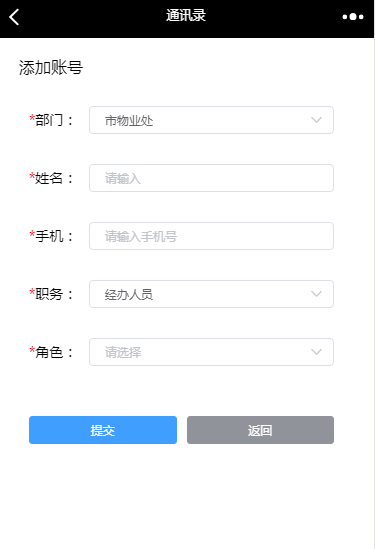 通讯录
添加账号
*部门： 市物业处
*姓名： 请输入
*手机： 请输入手机号
*职务： 经办人员
*角色： 请选择
提交 返回